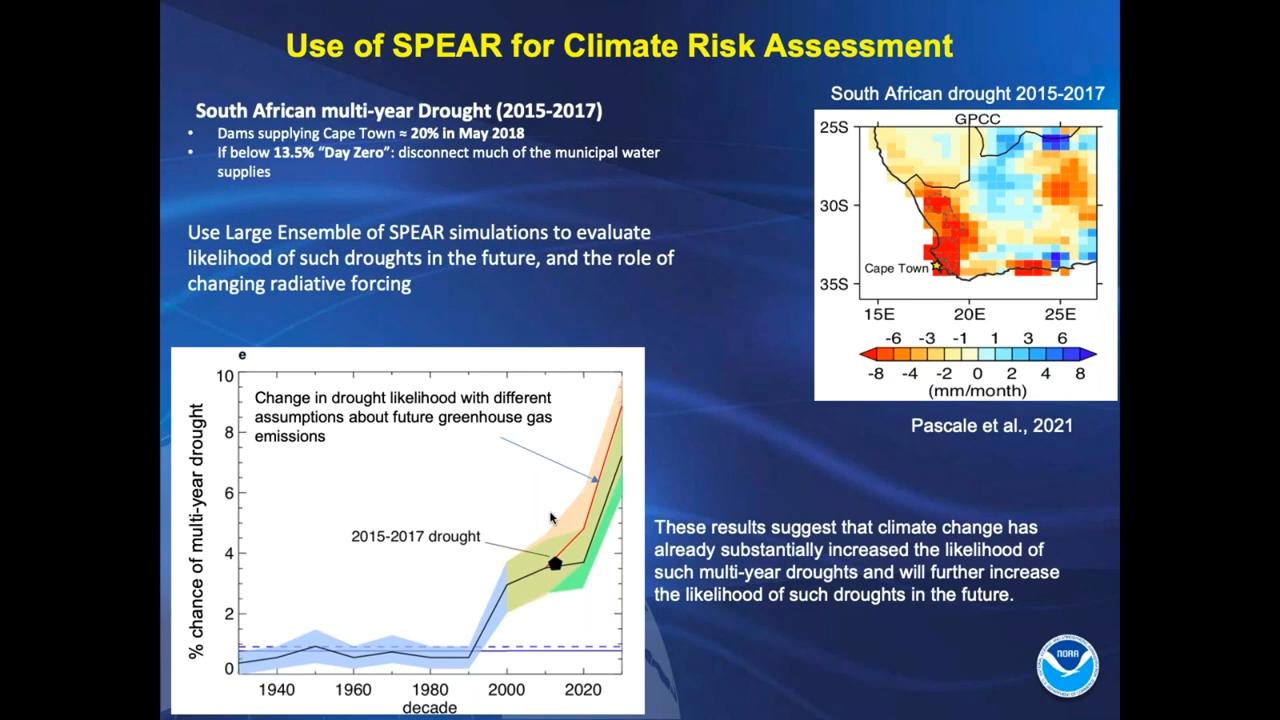 Use of SPEAR for Climate Risk Assessment
South African multi-year Drought (2015-2017)
• Dams supplying Cape Town ≈ 20% in May 2018
• If below 13.5% “Day Zero”: disconnect much of the municipal water
supplies
Use Large Ensemble of SPEAR simulations to evaluate
likelihood of such droughts in the future, and the role of
changing radiative forcing
South African drought 2015-2017
GPCC
25S
30S
Cape Town
35S
15E 20E 25E
-6 -3 -1 1 3 6
-8 -4 -2 0 2 4 8
(mm/month)
Pascale et al., 2021
e
10
Change in drought likelihood with different
assumptions about future greenhouse gas
emissions
8
6
2015-2017 drought
4
2
0
% chance of multi-year drought
1940 1960 1980 2000 2020
decade
These results suggest that climate change has
already substantially increased the likelihood of
such multi-year droughts and will further increase
the likelihood of such droughts in the future.
NOAA